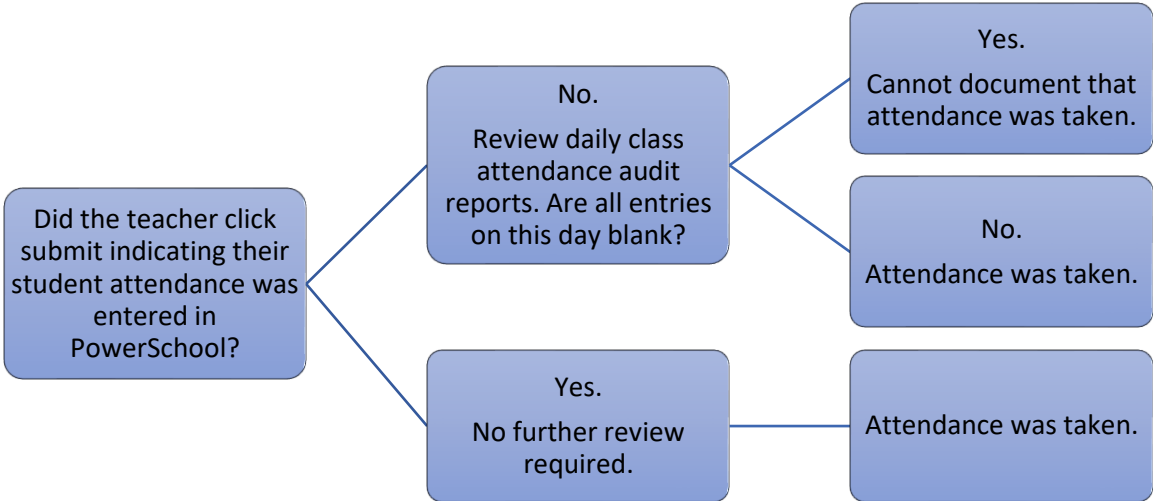 Did the teacher click
submit indicating their
student attendance was
entered in
PowerSchool?
No.
Review daily class
attendance audit
reports. Are all entries
on this day blank?
Yes.
Cannot document that
attendance was taken.
No.
Attendance was taken.
Yes.
No further review
required.
Attendance was taken.